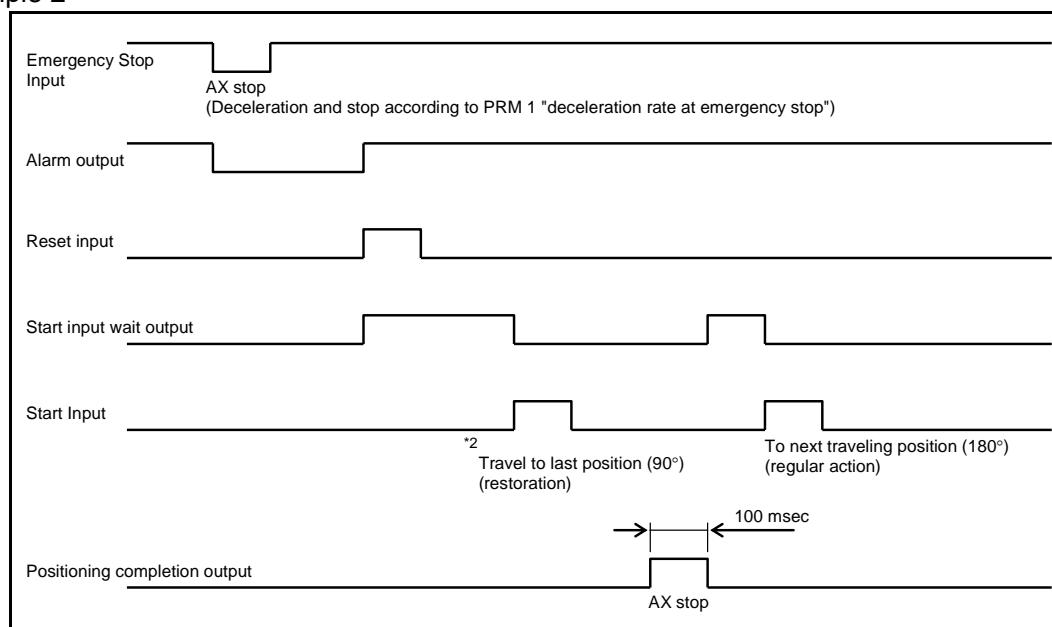 Emergency Stop
Input
AX stop
(Deceleration and stop according to PRM 1 "deceleration rate at emergency stop")
Alarm output
Reset input
Start input wait output
Start Input
*2
Travel to last position (90°)
(restoration)
To next traveling position (180°)
(regular action)
100 msec
Positioning completion output
AX stop